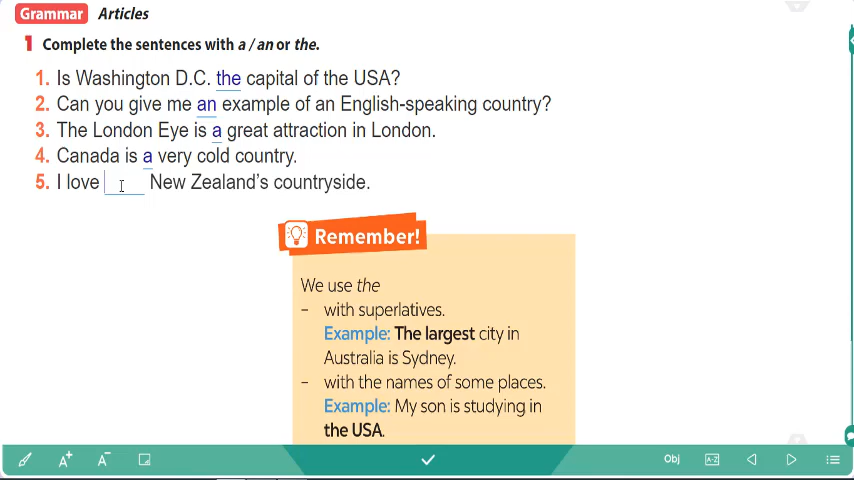 Grammar Articles
1 Complete the sentences with a / an or the.
1. Is Washington D.C. the capital of the USA?
2. Can you give me an example of an English-speaking country?
3. The London Eye is a great attraction in London.
4. Canada is a very cold country.
5. I love ____ New Zealand's countryside.
Remember!
We use the
- with superlatives.
Example: The largest city in
Australia is Sydney.
- with the names of some places.
Example: My son is studying in
the USA.
A+ A- Obj A-Z